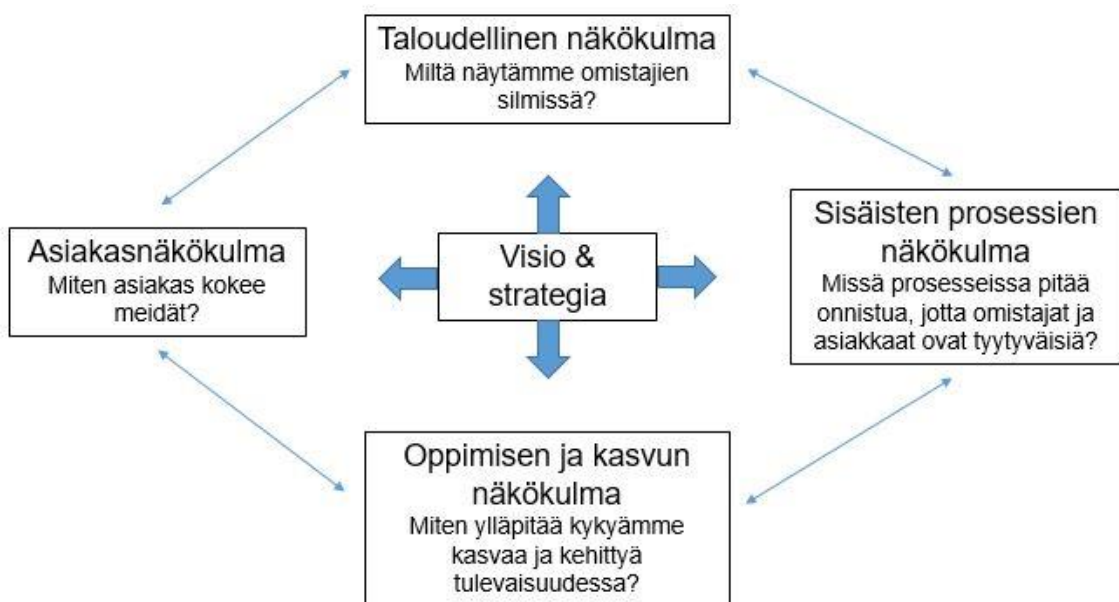 Taloudellinen näkökulma
Miltä näytämme omistajien
silmissä?
Asiakasnäkökulma
Miten asiakas kokee
meidät?
Visio &
strategia
Sisäisten prosessien
näkökulma
Missä prosesseissa pitää
onnistua, jotta omistajat ja
asiakkaat ovat tyytyväisiä?
Oppimisen ja kasvun
näkökulma
Miten ylläpitää kykyämme
kasvaa ja kehittyä
tulevaisuudessa?